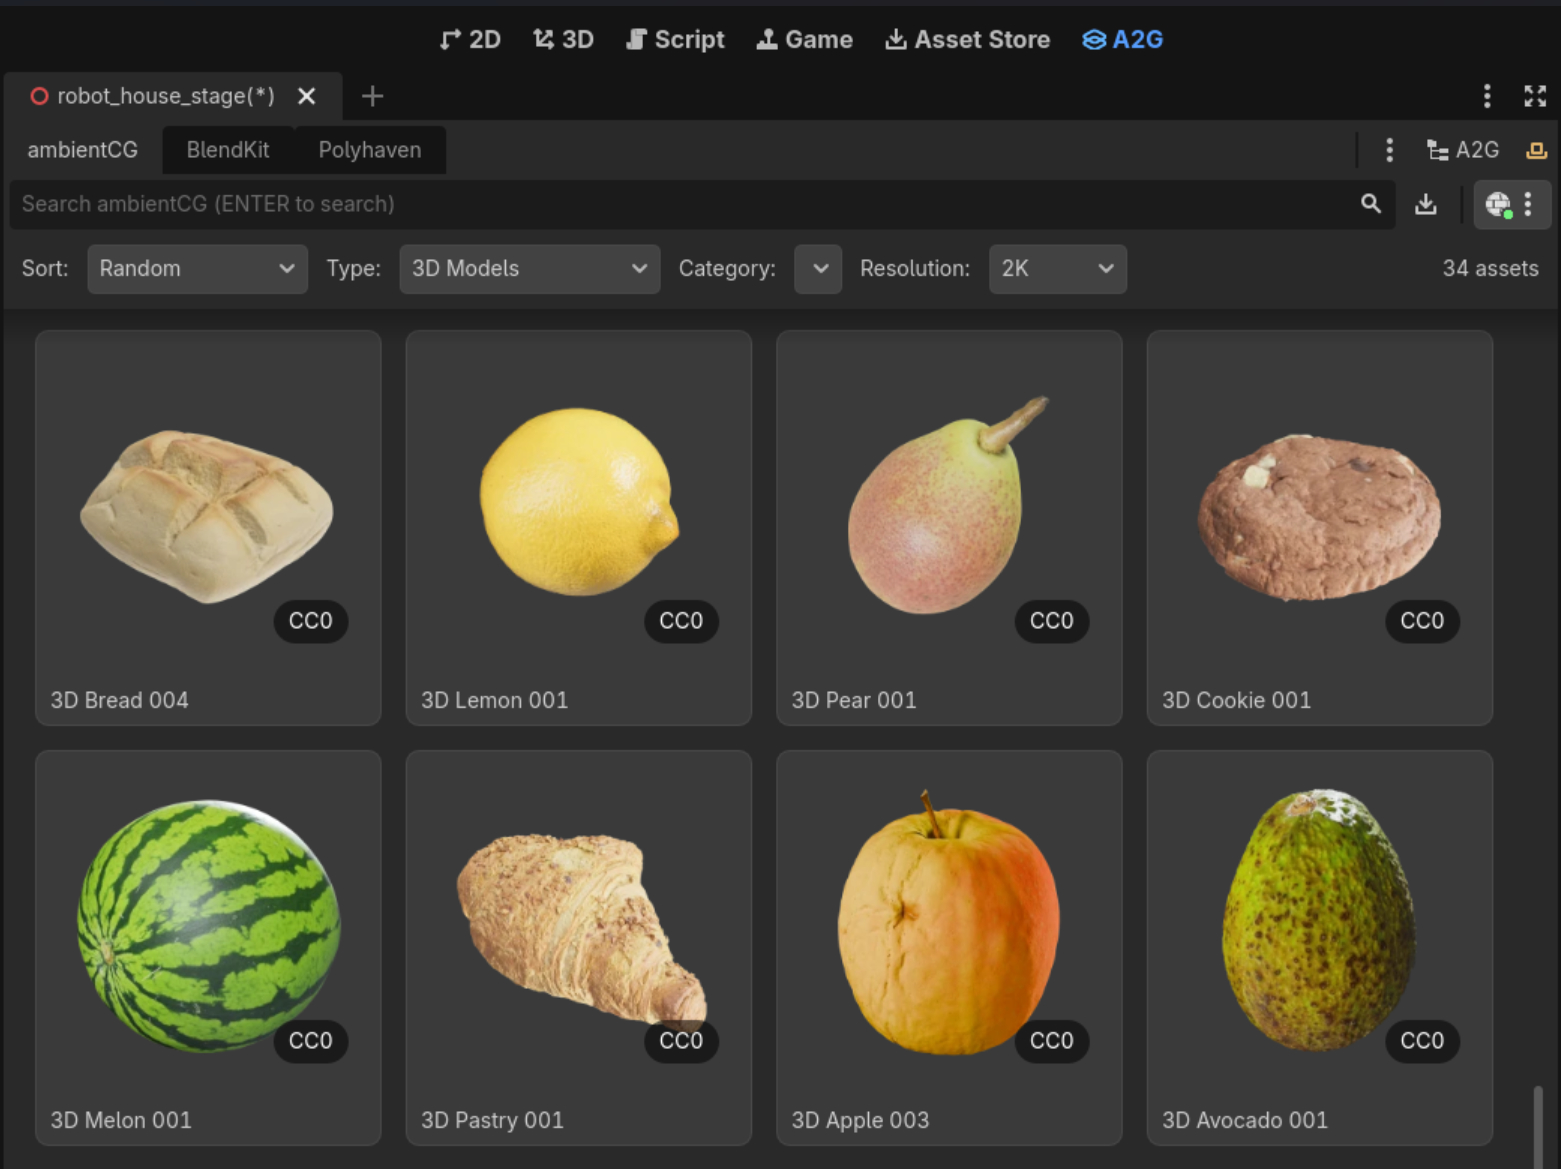 2D 3D Script Game Asset Store A2G
robot_house_stage(*)
ambientCG BlendKit Polyhaven A2G
Search ambientCG (ENTER to search)
Sort: Random Type: 3D Models Category: Resolution: 2K 34 assets
CC0 CC0 CC0 CC0
3D Bread 004 3D Lemon 001 3D Pear 001 3D Cookie 001
CC0 CC0 CC0 CC0
3D Melon 001 3D Pastry 001 3D Apple 003 3D Avocado 001